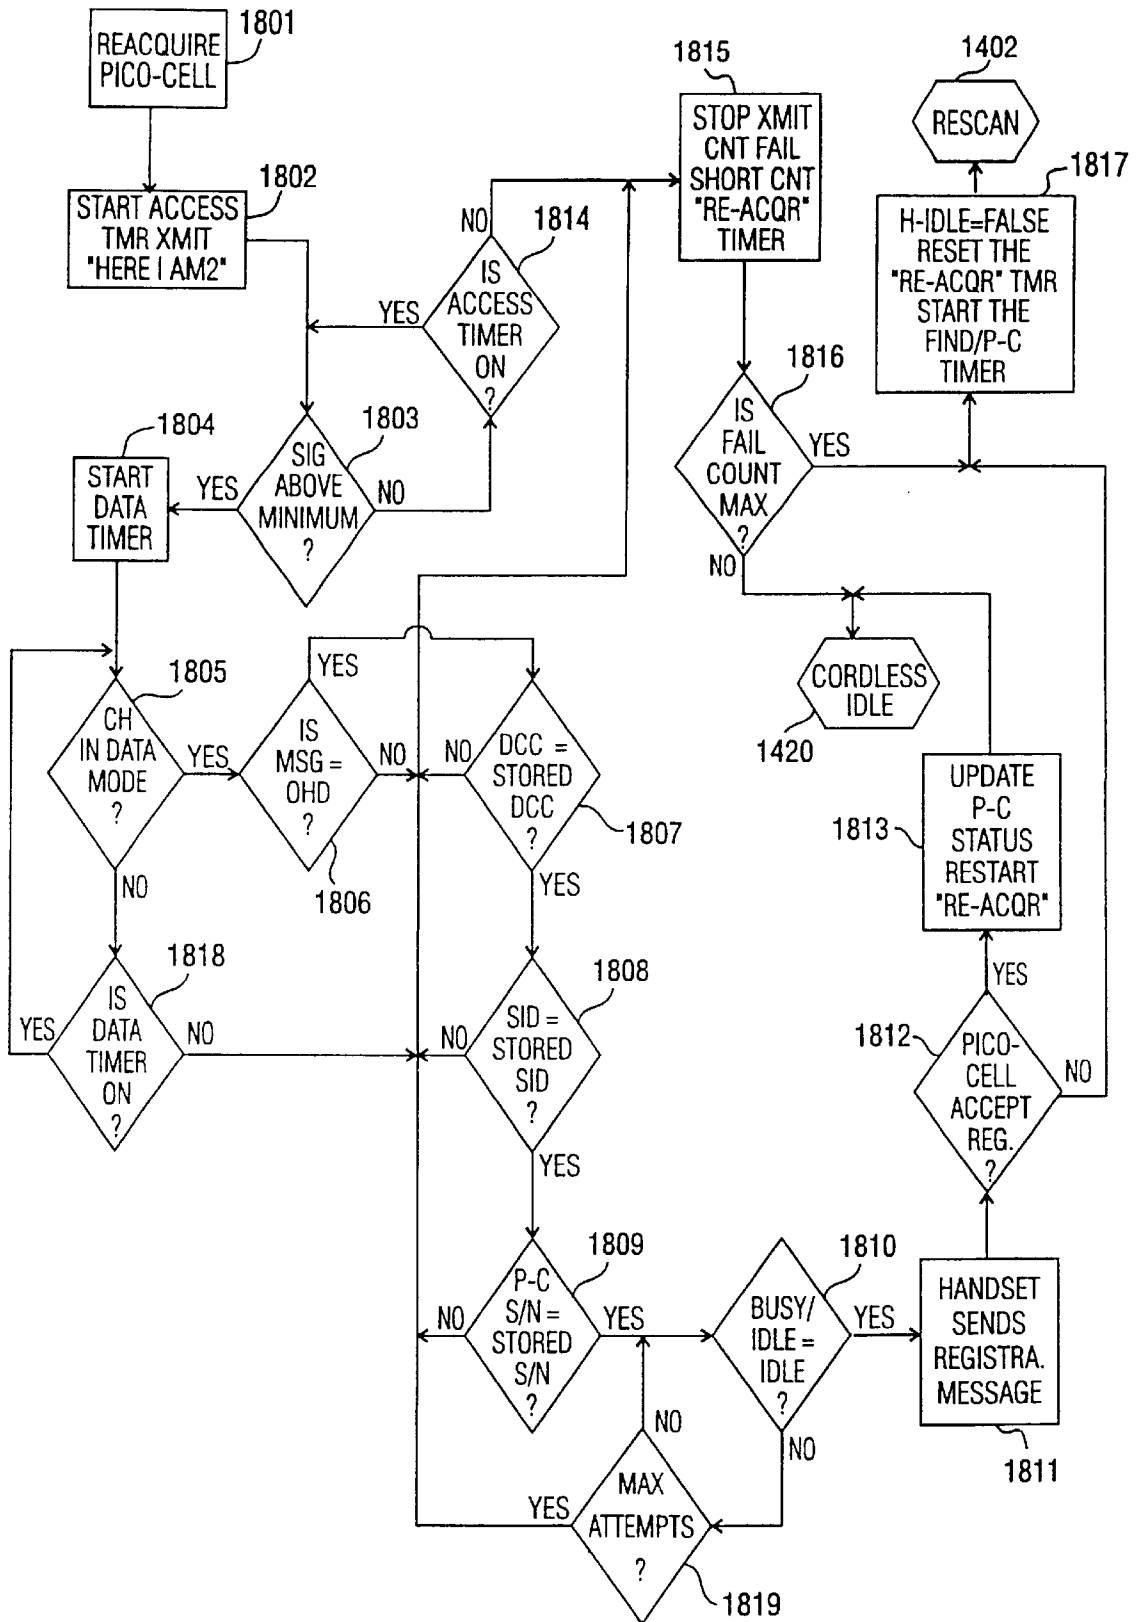 1801
REACQUIRE
PICO-CELL
1802
START ACCESS
TMR XMIT
"HERE I AM2"
1814
NO
IS
ACCESS
TIMER
ON
?
YES
1803
SIG
ABOVE
MINIMUM
?
YES
NO
1804
START
DATA
TIMER
1805
CH
IN DATA
MODE
?
YES
NO
1818
IS
DATA
TIMER
ON
?
YES
NO
YES
IS
MSG =
OHD
?
NO
1806
NO
DCC =
STORED
DCC
?
1807
YES
1808
SID =
STORED
SID
?
NO
YES
1809
P-C
S/N =
STORED
S/N
?
NO
YES
1810
BUSY/
IDLE =
IDLE
?
YES
NO
NO
MAX
ATTEMPTS
?
YES
1819
HANDSET
SENDS
REGISTRA.
MESSAGE
1811
1812
PICO-
CELL
ACCEPT
REG.
?
YES
NO
1813
UPDATE
P-C
STATUS
RESTART
"RE-ACQR"
1815
STOP XMIT
CNT FAIL
SHORT CNT
"RE-ACQR"
TIMER
1816
IS
FAIL
COUNT
MAX
?
YES
NO
CORDLESS
IDLE
1420
1402
RESCAN
1817
H-IDLE=FALSE
RESET THE
"RE-ACQR" TMR
START THE
FIND/P-C
TIMER